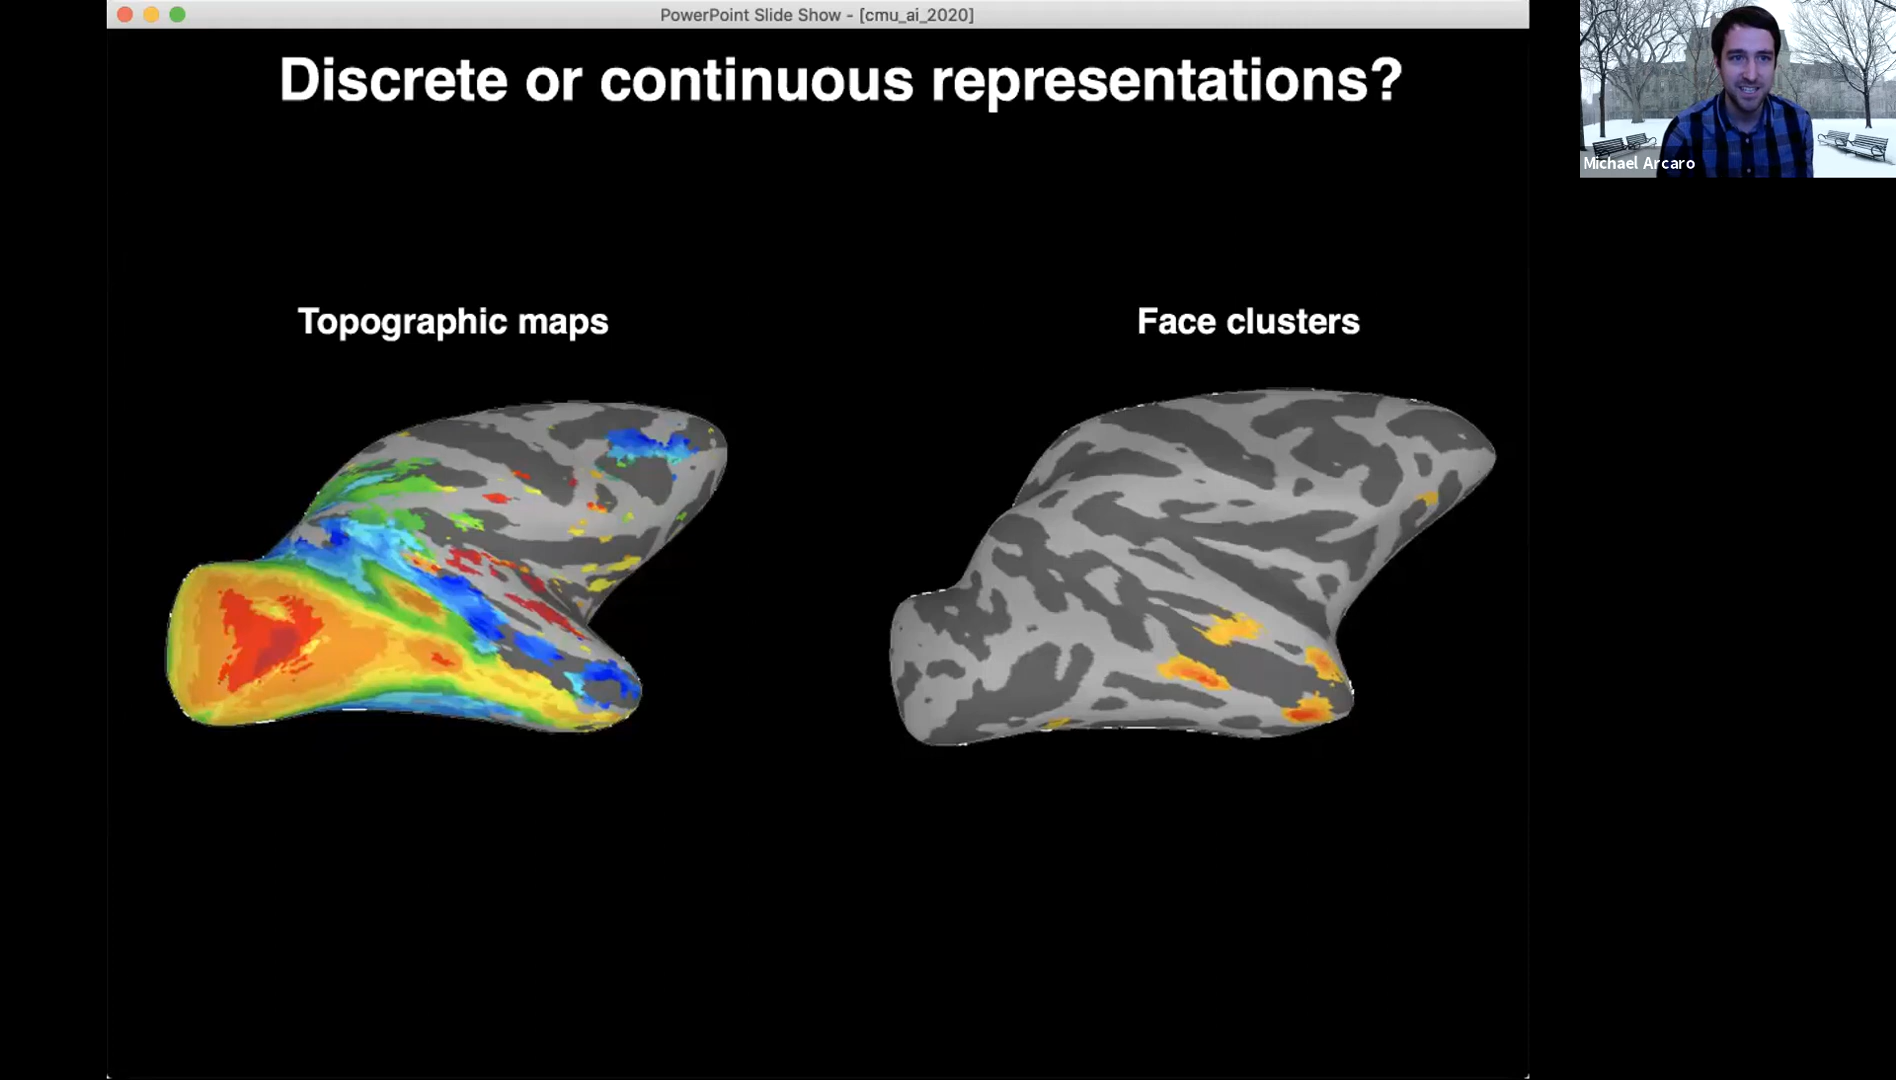 PowerPoint Slide Show - [cmu_ai_2020]
Discrete or continuous representations?
Topographic maps
Face clusters
Michael Arcaro